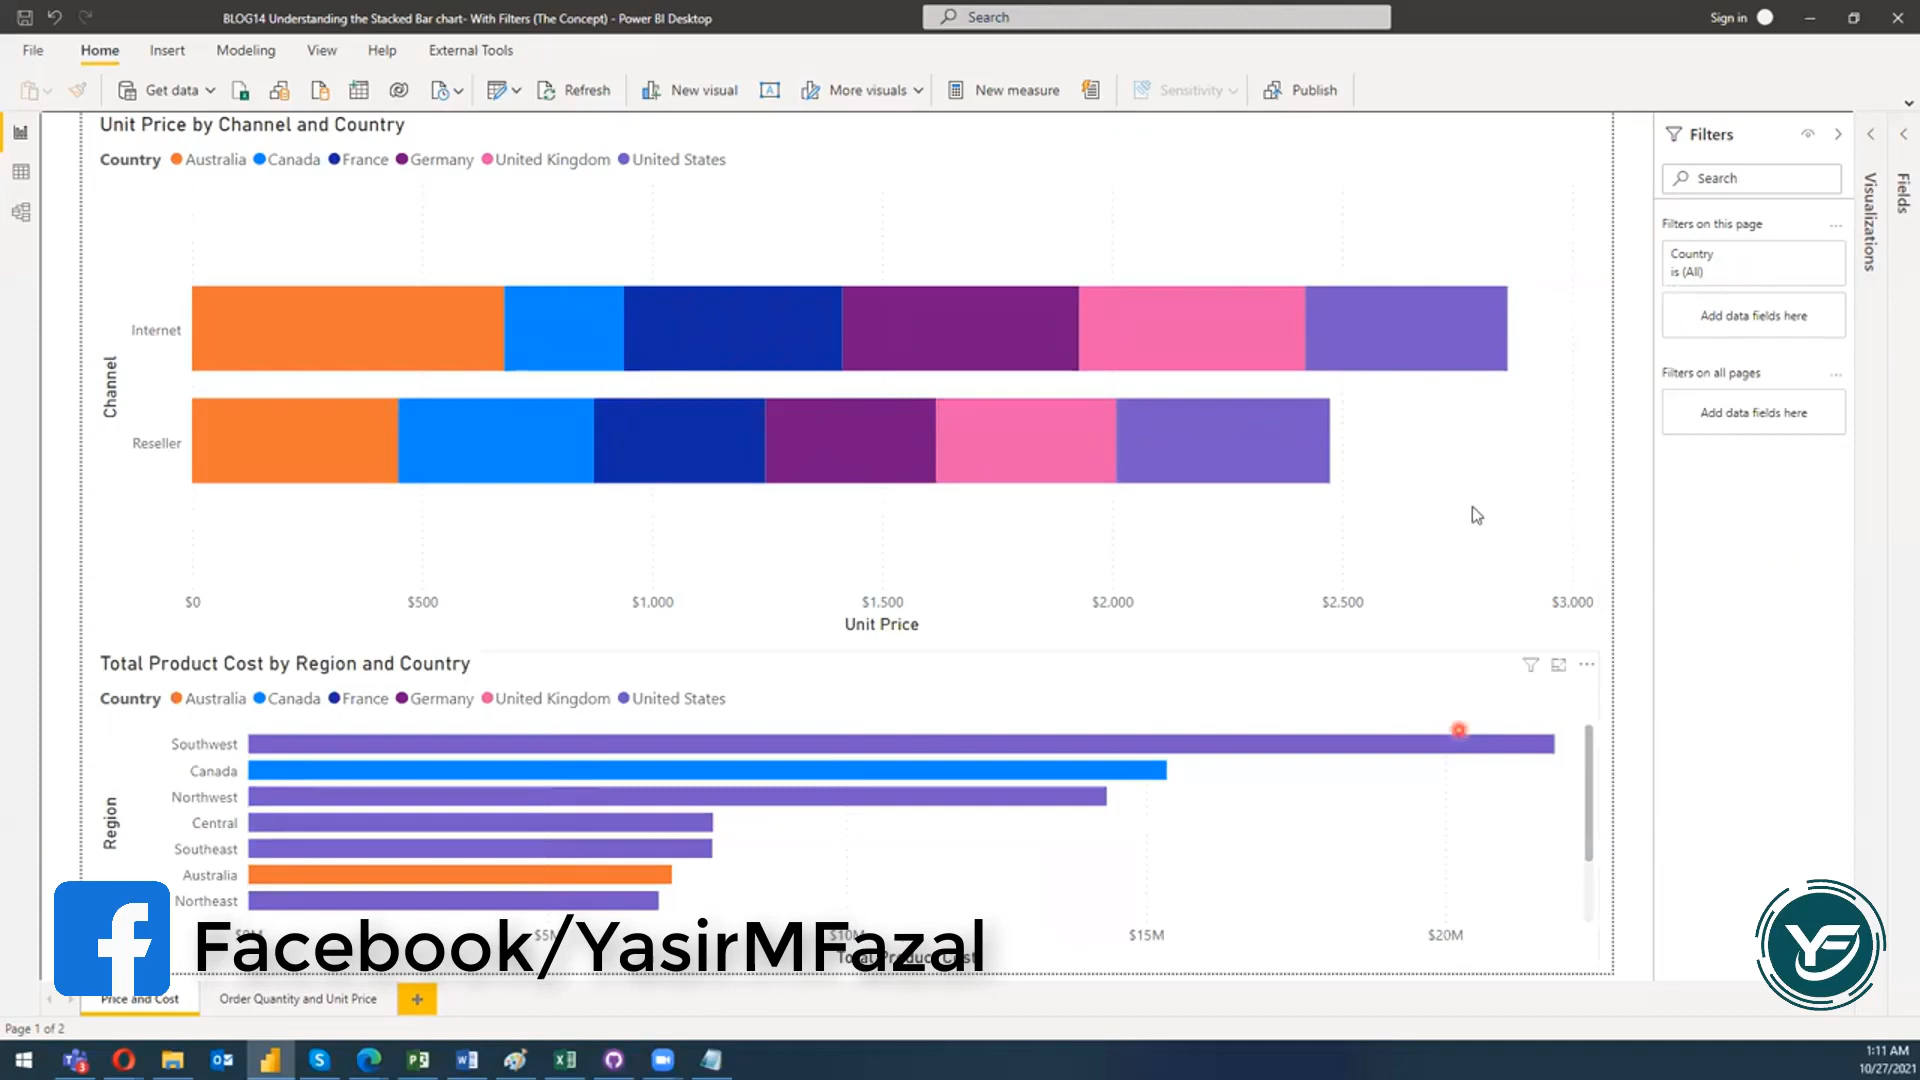 BLOG14 Understanding the Stacked Bar chart- With Filters (The Concept) - Power BI Desktop
Search
Sign in
File
Home
Insert
Modeling
View
Help
External Tools
Get data
Refresh
New visual
More visuals
New measure
Sensitivity
Publish
Unit Price by Channel and Country
Country Australia Canada France Germany United Kingdom United States
Channel
Internet
Reseller
$0 $500 $1.000 $1.500 $2.000 $2.500 $3.000
Unit Price
Total Product Cost by Region and Country
Country Australia Canada France Germany United Kingdom United States
Region
Southwest
Canada
Northwest
Central
Southeast
Australia
Northeast
$0M $5M $10M $15M $20M
Total Product Cost
Facebook/YasirMFazal
f
YF
Filters
Search
Filters on this page
Country
is (All)
Add data fields here
Filters on all pages
Add data fields here
Visualizations
Fields
Price and Cost
Order Quantity and Unit Price
Page 1 of 2
1:11 AM
10/27/2021